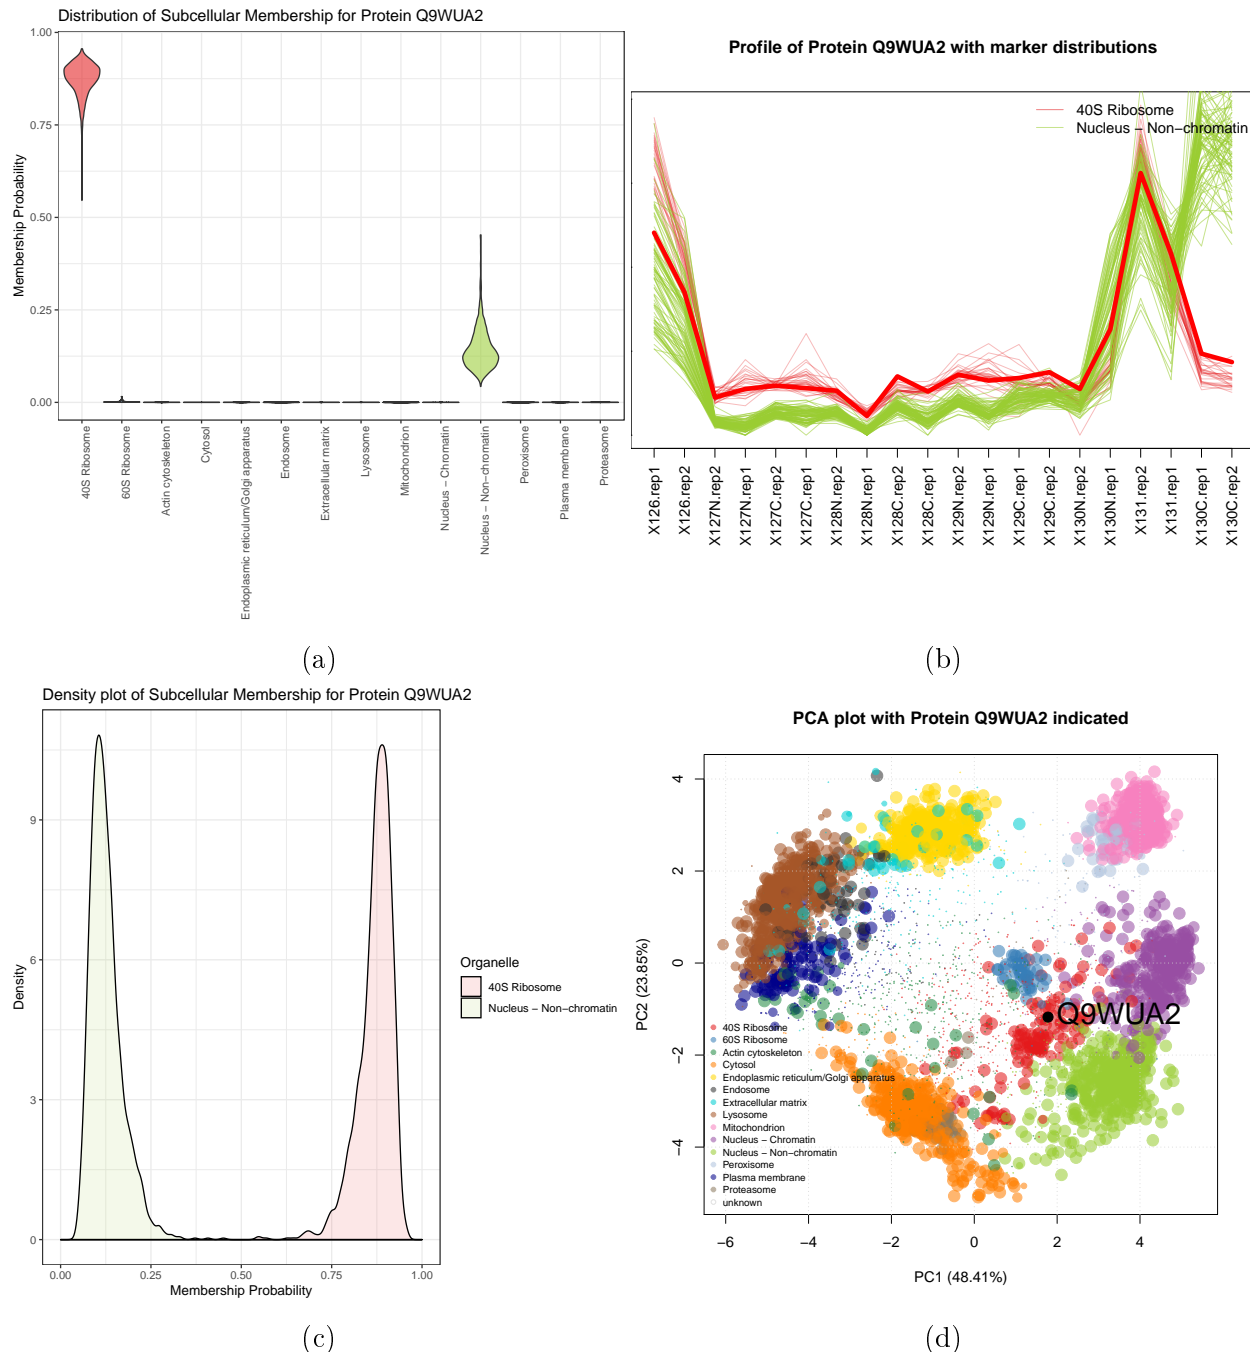 Distribution of Subcellular Membership for Protein Q9WUA2
1.00
0.75
0.50
0.25
0.00
Membership Probability
40S Ribosome
60S Ribosome
Actin cytoskeleton
Cytosol
Endoplasmic reticulum/Golgi apparatus
Endosome
Extracellular matrix
Lysosome
Mitochondrion
Nucleus − Chromatin
Nucleus − Non−chromatin
Peroxisome
Plasma membrane
Proteasome
(a)
Profile of Protein Q9WUA2 with marker distributions
40S Ribosome
Nucleus − Non−chromatin
X126.rep1
X126.rep2
X127N.rep2
X127N.rep1
X127C.rep2
X127C.rep1
X128N.rep2
X128N.rep1
X128C.rep2
X128C.rep1
X129N.rep2
X129N.rep1
X129C.rep1
X129C.rep2
X130N.rep2
X130N.rep1
X131.rep2
X131.rep1
X130C.rep1
X130C.rep2
(b)
Density plot of Subcellular Membership for Protein Q9WUA2
9
6
3
0
Density
0.00
0.25
0.50
0.75
1.00
Membership Probability
Organelle
40S Ribosome
Nucleus − Non−chromatin
(c)
PCA plot with Protein Q9WUA2 indicated
4
2
0
−2
−4
PC2 (23.85%)
Q9WUA2
40S Ribosome
60S Ribosome
Actin cytoskeleton
Cytosol
Endoplasmic reticulum/Golgi apparatus
Endosome
Extracellular matrix
Lysosome
Mitochondrion
Nucleus − Chromatin
Nucleus − Non−chromatin
Peroxisome
Plasma membrane
Proteasome
unknown
−6
−4
−2
0
2
4
PC1 (48.41%)
(d)